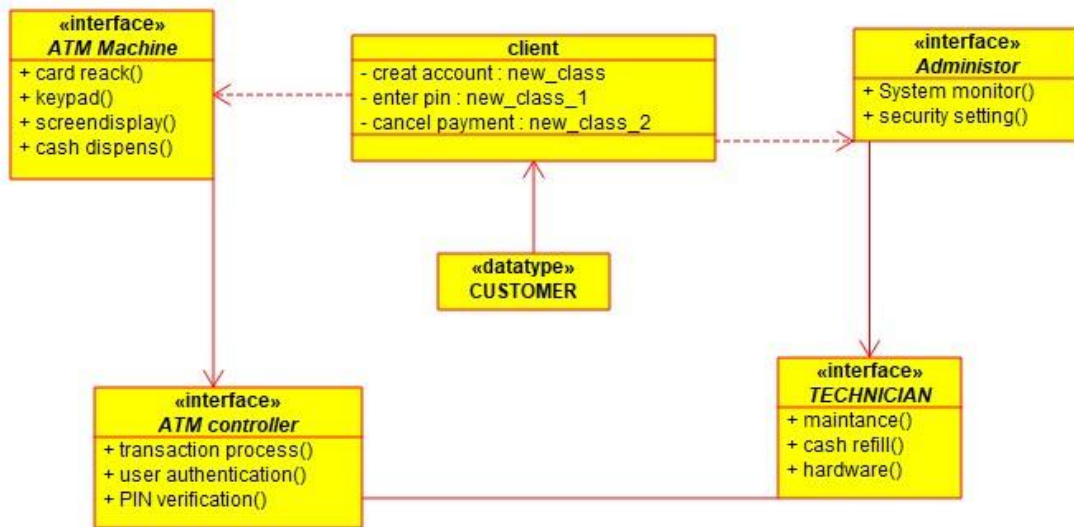 «interface»
ATM Machine
+ card reack()
+ keypad()
+ screendisplay()
+ cash dispens()
client
- creat account : new_class
- enter pin : new_class_1
- cancel payment : new_class_2
«interface»
Administor
+ System monitor()
+ security setting()
«datatype»
CUSTOMER
«interface»
ATM controller
+ transaction process()
+ user authentication()
+ PIN verification()
«interface»
TECHNICIAN
+ maintance()
+ cash refill()
+ hardware()